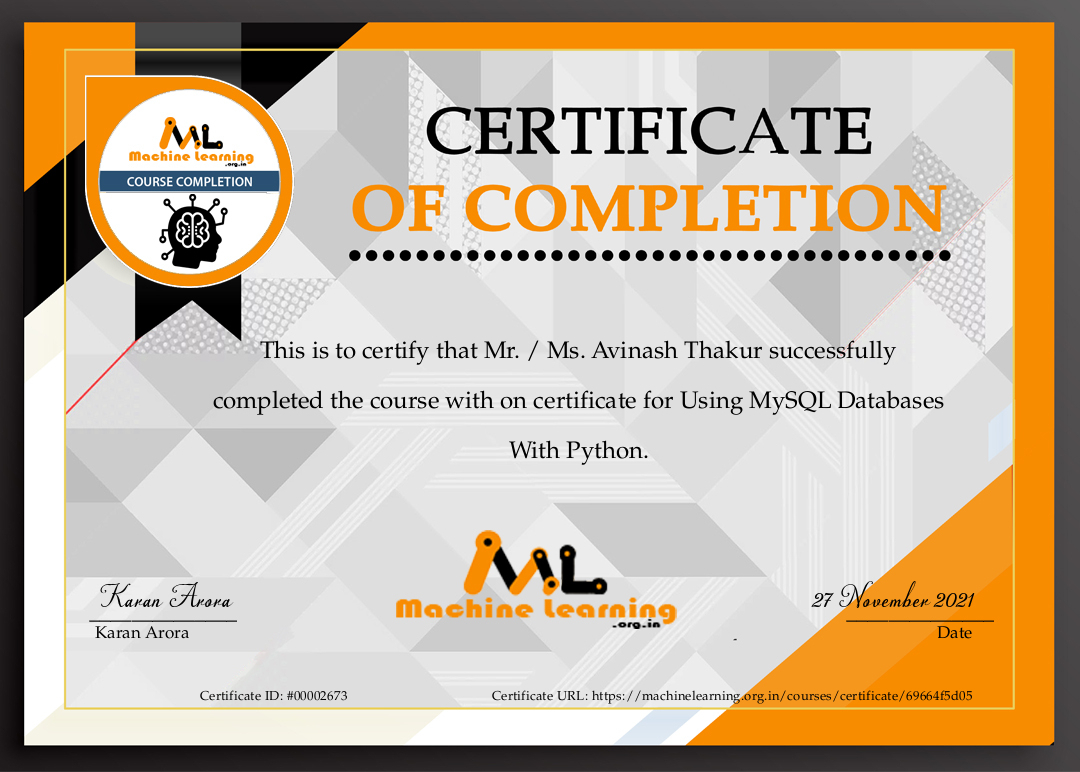 ML
Machine Learning
.org.in
COURSE COMPLETION
CERTIFICATE
OF COMPLETION
This is to certify that Mr. / Ms. Avinash Thakur successfully
completed the course with on certificate for Using MySQL Databases
With Python.
ML
Machine Learning
.org.in
Karan Arora
Karan Arora
27 November 2021
Date
Certificate ID: #00002673
Certificate URL: https://machinelearning.org.in/courses/certificate/69664f5d05